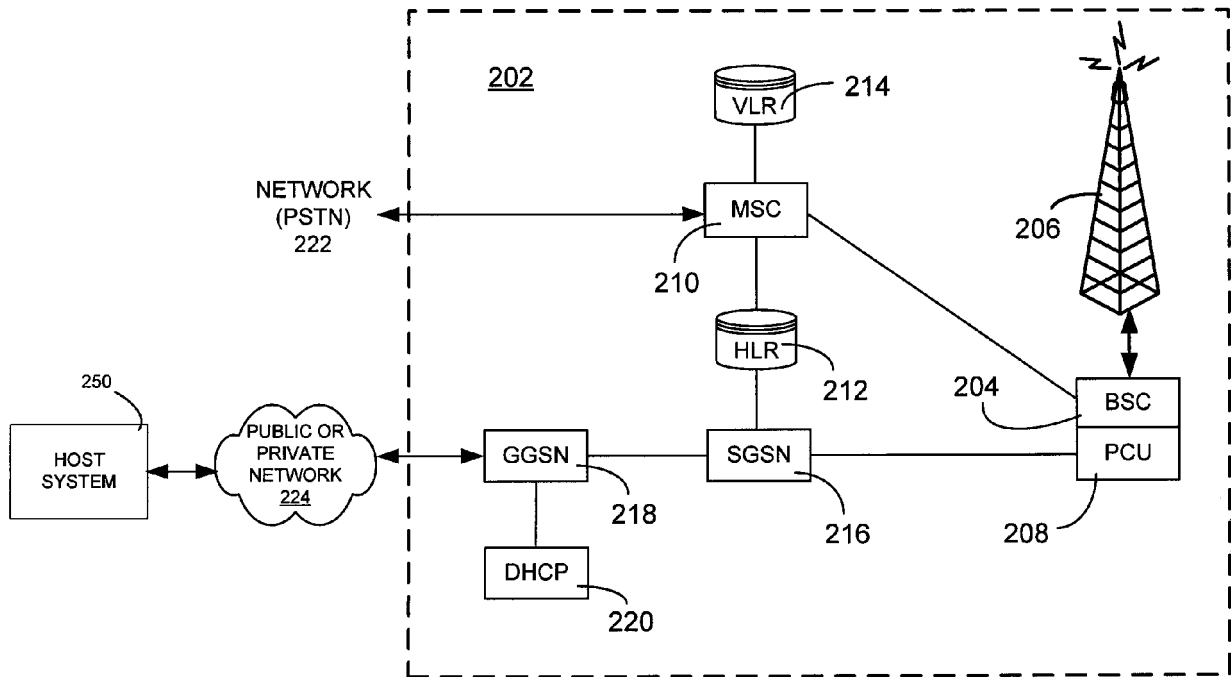 202
VLR
214
NETWORK
(PSTN)
222
MSC
210
206
HLR
212
250
HOST
SYSTEM
PUBLIC OR
PRIVATE
NETWORK
224
GGSN
218
SGSN
216
204
BSC
PCU
208
DHCP
220